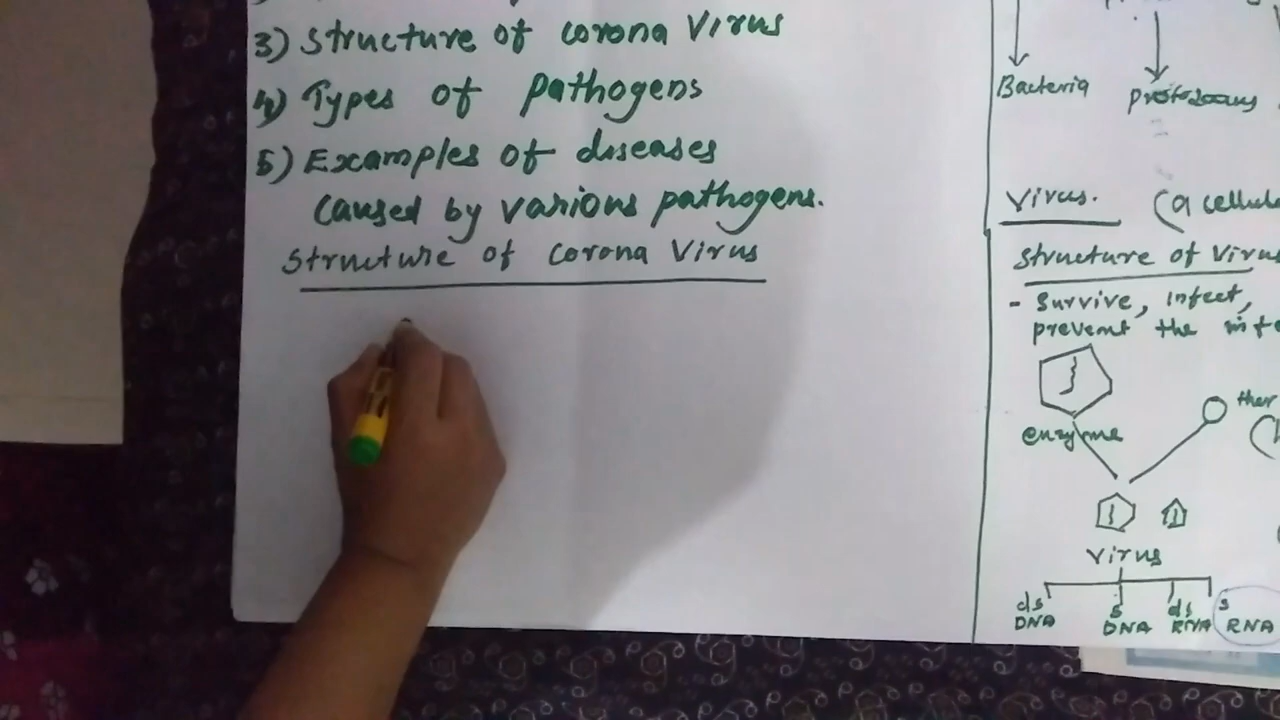 3) Structure of corona Virus
4) Types of pathogens
5) Examples of diseases
caused by various pathogens.
Structure of corona Virus
Bacteria
Virus. (a cellula
Structure of Virus
- Survive, infect,
prevent the
enzyme
ther
Virus
ds
DNA
s
DNA
ds
RNA
s
RNA